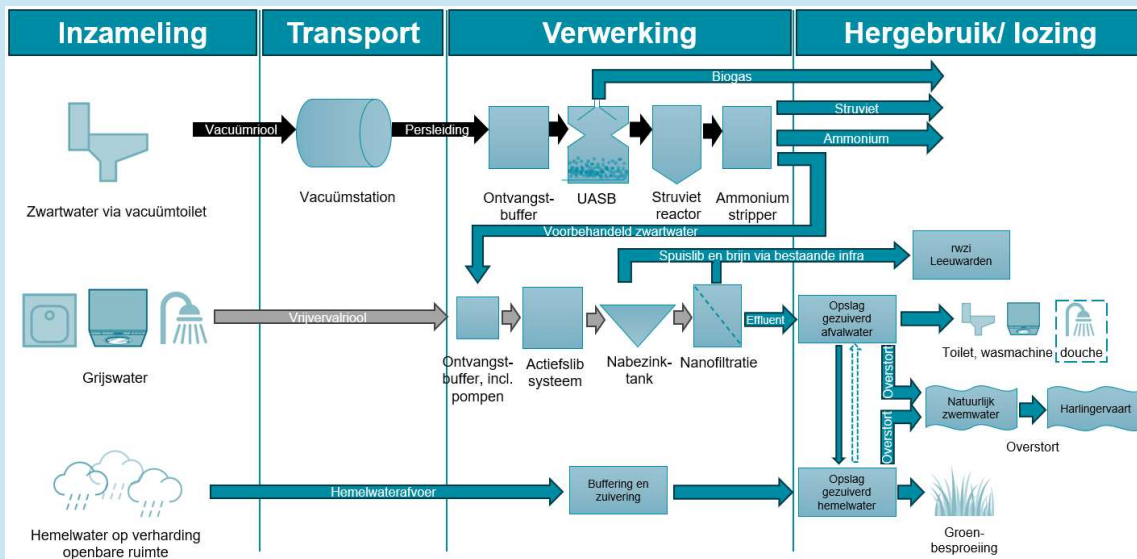 Inzameling
Transport
Verwerking
Hergebruik/ lozing
Biogas
Struviet
Ammonium
Vacuümriool
Persleiding
Zwartwater via vacuümtoilet
Vacuümstation
Ontvangst-
buffer
UASB
Struviet
reactor
Ammonium
stripper
Voorbehandeld zwartwater
Spuislib en brijn via bestaande infra
rwzi
Leeuwarden
Vrijvervalriool
Effluent
Opslag
gezuiverd
afvalwater
Toilet, wasmachine douche
Grijswater
Ontvangst-
buffer, incl.
pompen
Actiefslib
systeem
Nabezink-
tank
Nanofiltratie
Overstort
Overstort
Natuurlijk
zwemwater
Harlingervaart
Overstort
Hemelwaterafvoer
Buffering en
zuivering
Opslag
gezuiverd
hemelwater
Hemelwater op verharding
openbare ruimte
Groen-
besproeiing